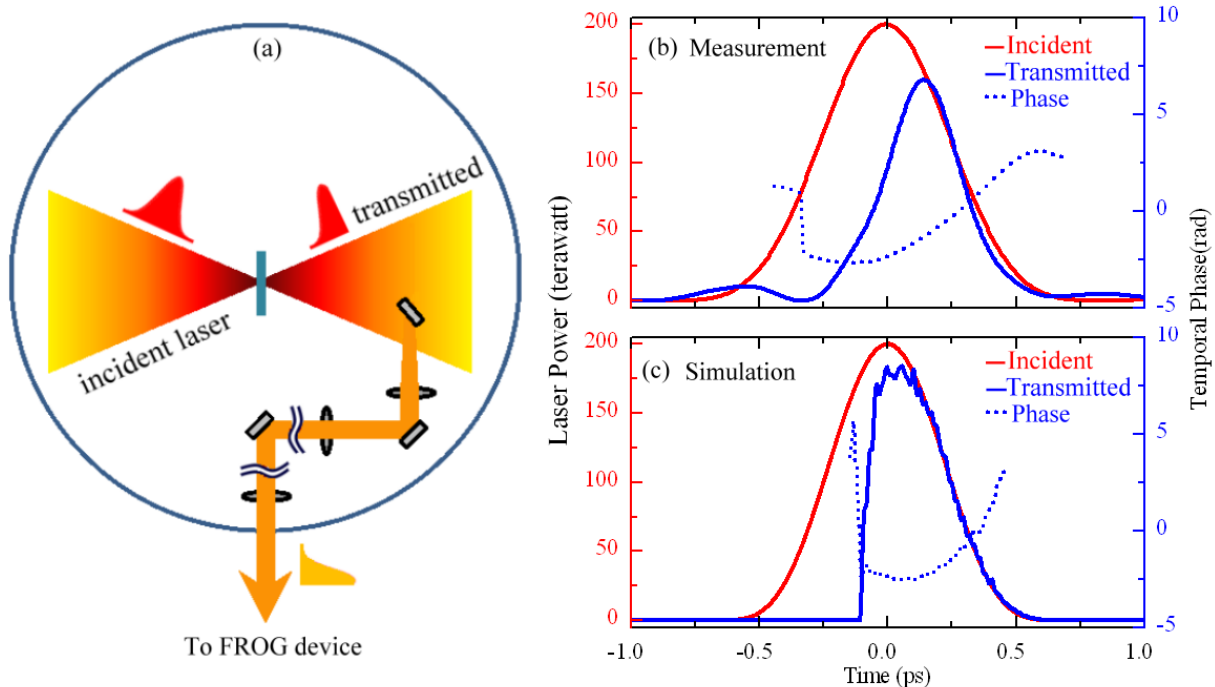 (a)
incident laser
transmitted
To FROG device
Laser Power (terawatt)
Temporal Phase(rad)
(b) Measurement
Incident
Transmitted
Phase
200
150
100
50
0
10
5
0
-5
(c) Simulation
Incident
Transmitted
Phase
200
150
100
50
0
10
5
0
-5
-1.0 -0.5 0.0 0.5 1.0
Time (ps)